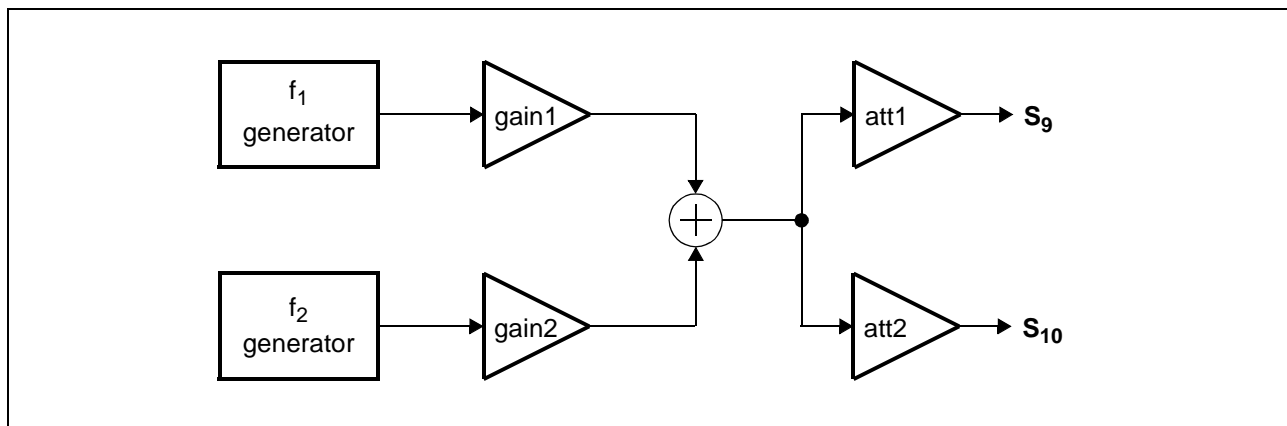 f₁
generator
gain1
att1
S₉
f₂
generator
gain2
att2
S₁₀